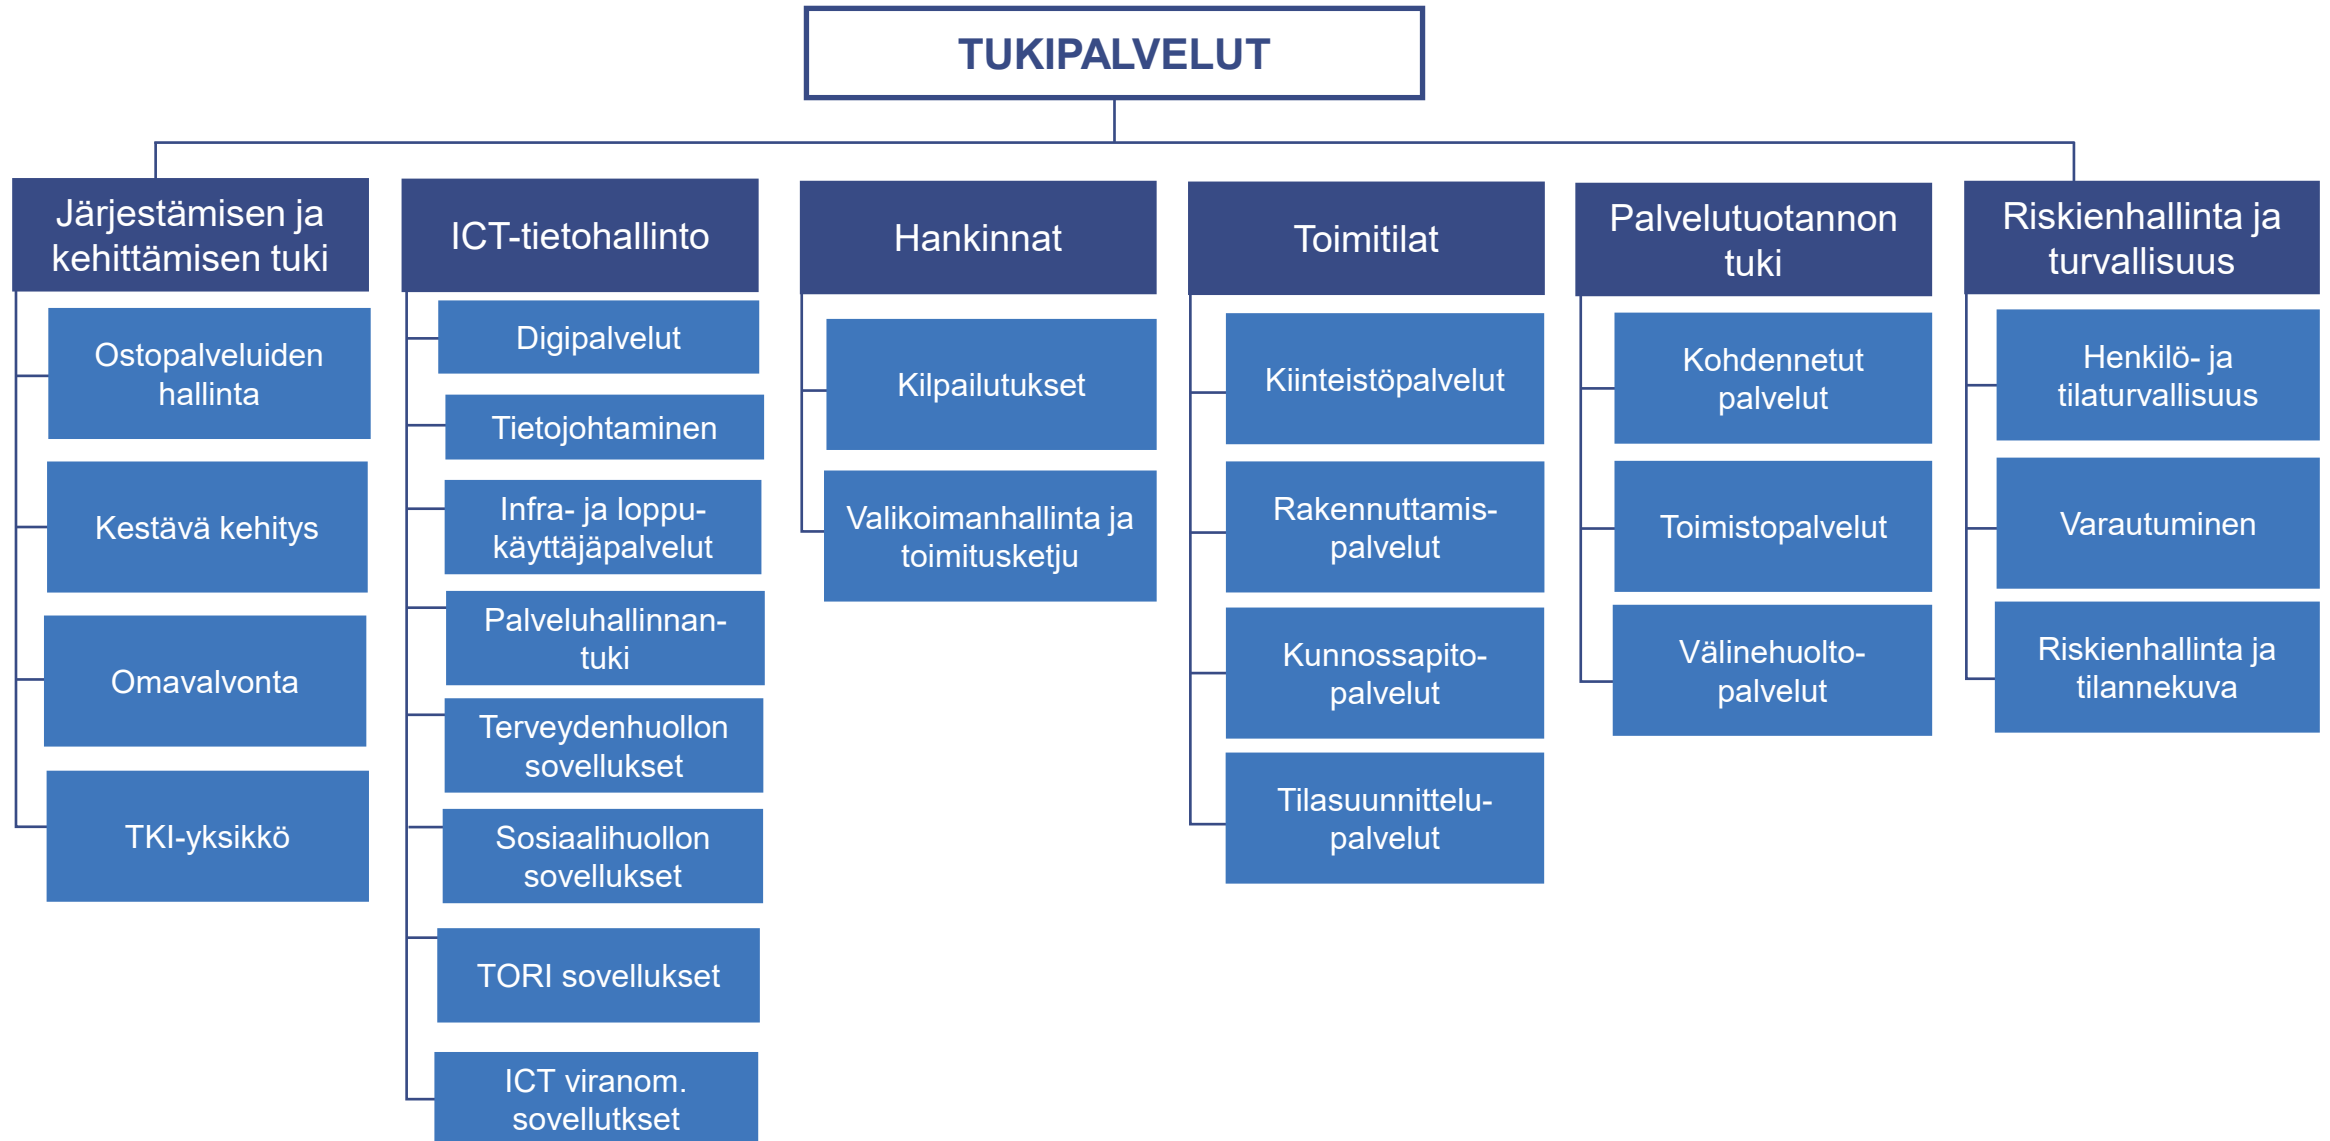 TUKIPALVELUT
Järjestämisen ja
kehittämisen tuki
Ostopalveluiden
hallinta
Kestävä kehitys
Omavalvonta
TKI-yksikkö
ICT-tietohallinto
Digipalvelut
Tietojohtaminen
Infra- ja loppu-
käyttäjäpalvelut
Palveluhallinnan-
tuki
Terveydenhuollon
sovellukset
Sosiaalihuollon
sovellukset
TORI sovellukset
ICT viranom.
sovellutkset
Hankinnat
Kilpailutukset
Valikoimanhallinta ja
toimitusketju
Toimitilat
Kiinteistöpalvelut
Rakennuttamis-
palvelut
Kunnossapito-
palvelut
Tilasuunnittelu-
palvelut
Palvelutuotannon
tuki
Kohdennetut
palvelut
Toimistopalvelut
Välinehuolto-
palvelut
Riskienhallinta ja
turvallisuus
Henkilö- ja
tilaturvallisuus
Varautuminen
Riskienhallinta ja
tilannekuva